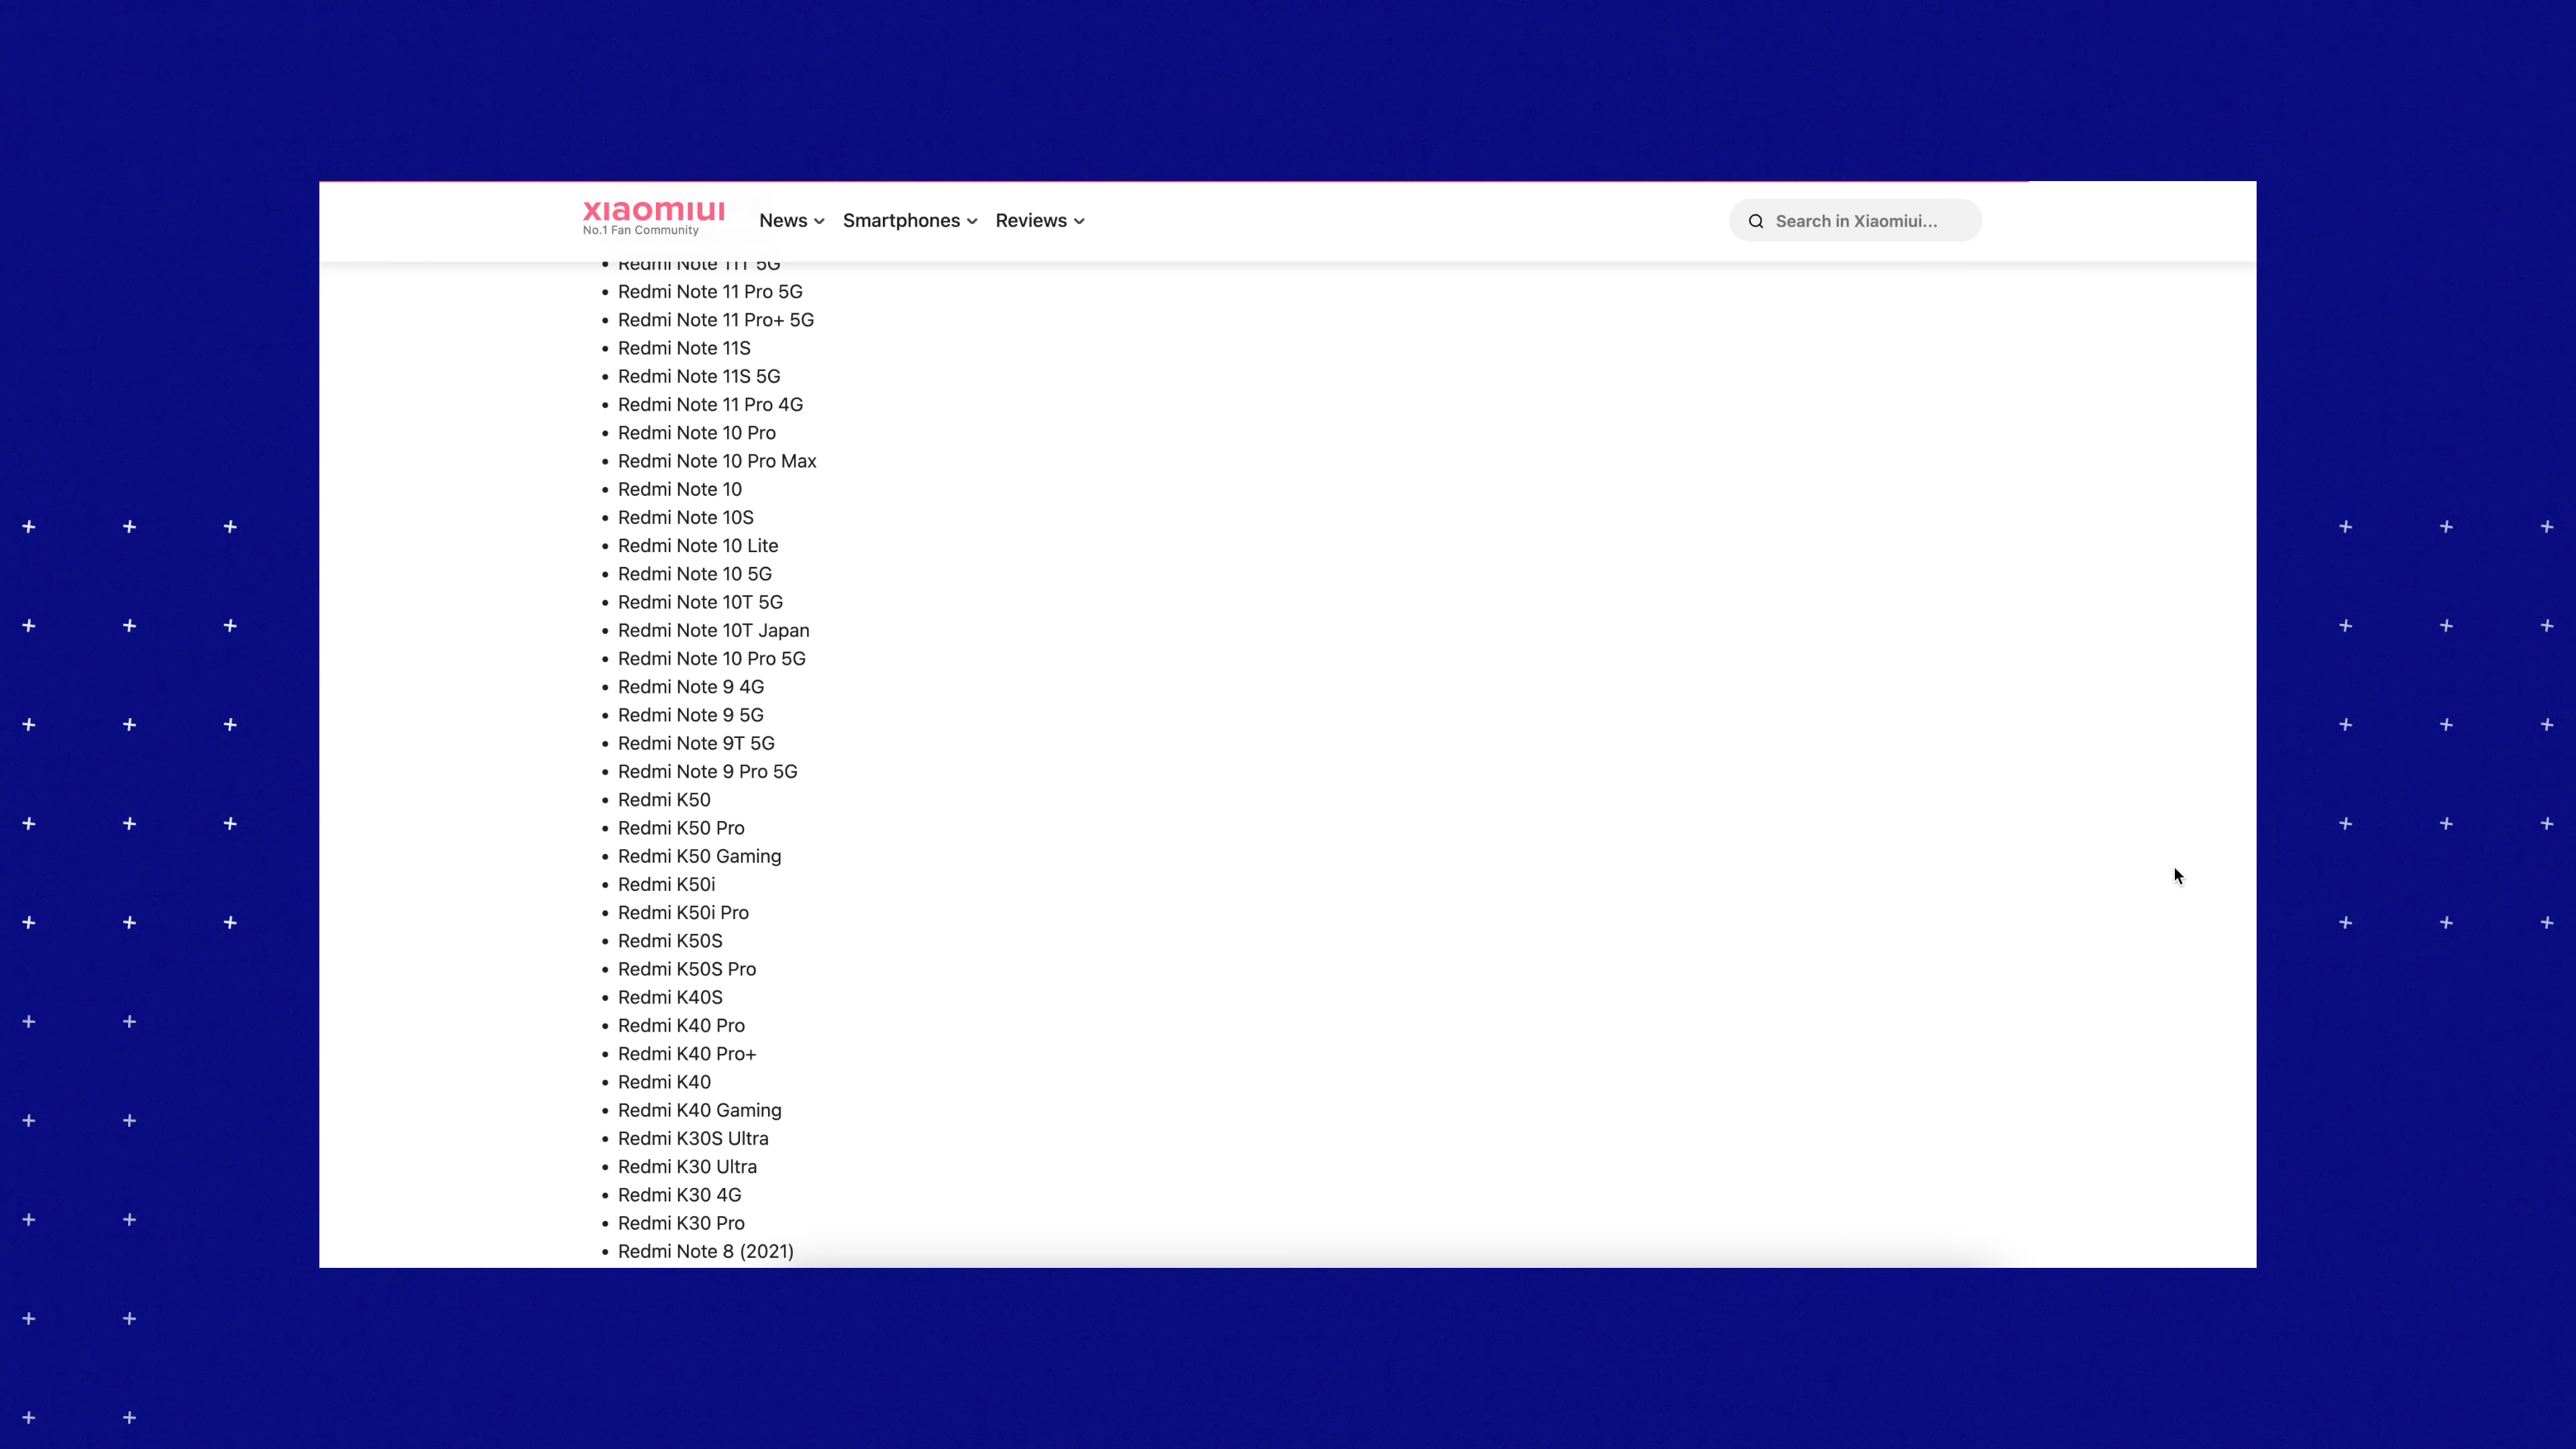 xiaomiui
No.1 Fan Community
News
Smartphones
Reviews
Search in Xiaomiui...
Redmi Note 11T 5G
Redmi Note 11 Pro 5G
Redmi Note 11 Pro+ 5G
Redmi Note 11S
Redmi Note 11S 5G
Redmi Note 11 Pro 4G
Redmi Note 10 Pro
Redmi Note 10 Pro Max
Redmi Note 10
Redmi Note 10S
Redmi Note 10 Lite
Redmi Note 10 5G
Redmi Note 10T 5G
Redmi Note 10T Japan
Redmi Note 10 Pro 5G
Redmi Note 9 4G
Redmi Note 9 5G
Redmi Note 9T 5G
Redmi Note 9 Pro 5G
Redmi K50
Redmi K50 Pro
Redmi K50 Gaming
Redmi K50i
Redmi K50i Pro
Redmi K50S
Redmi K50S Pro
Redmi K40S
Redmi K40 Pro
Redmi K40 Pro+
Redmi K40
Redmi K40 Gaming
Redmi K30S Ultra
Redmi K30 Ultra
Redmi K30 4G
Redmi K30 Pro
Redmi Note 8 (2021)